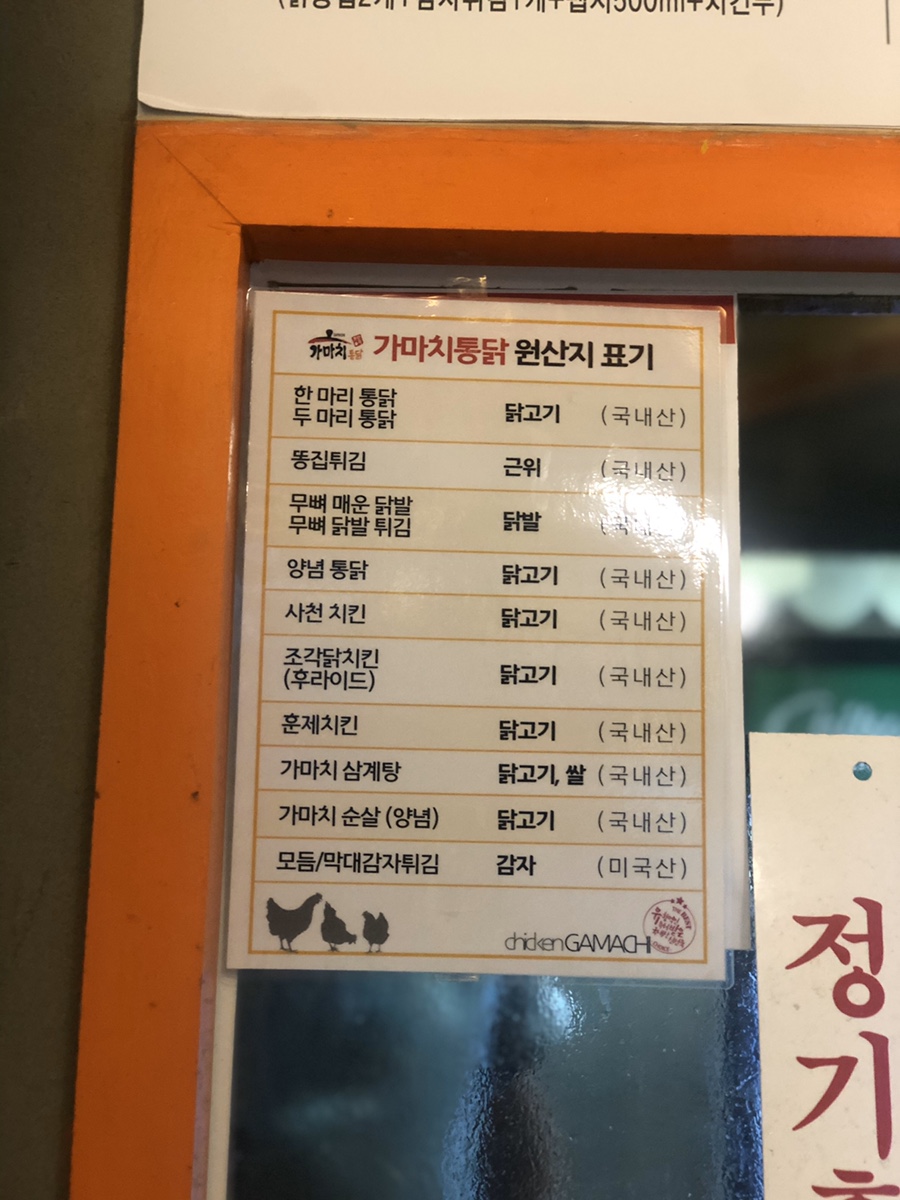 가마치통닭
가마치통닭 원산지 표기
한 마리 통닭
두 마리 통닭
닭고기 (국내산)
똥집튀김 근위 (국내산)
무뼈 매운 닭발
무뼈 닭발 튀김
닭발
양념 통닭 닭고기 (국내산)
사천 치킨 닭고기 (국내산)
조각닭치킨
(후라이드)
닭고기 (국내산)
훈제치킨 닭고기 (국내산)
가마치 삼계탕 닭고기, 쌀 (국내산)
가마치 순살 (양념) 닭고기 (국내산)
모듬/막대감자튀김 감자 (미국산)
chicken GAMACHI
정
기